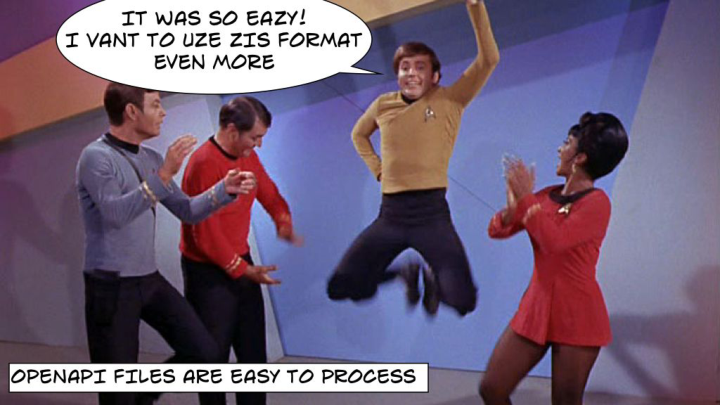 IT WAS SO EAZY!
I VANT TO UZE ZIS FORMAT
EVEN MORE
OPENAPI FILES ARE EASY TO PROCESS